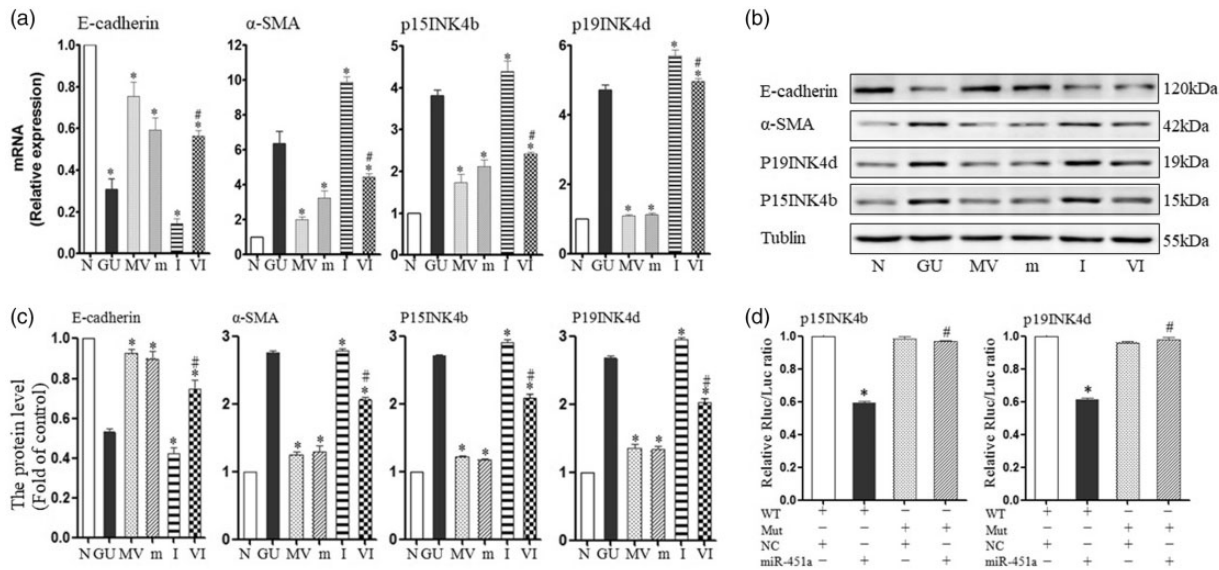 (a)
E-cadherin
α-SMA
p15INK4b
p19INK4d
mRNA
(Relative expression)
1.0
0.8
0.6
0.4
0.2
0.0
12
10
8
6
4
2
0
5
4
3
2
1
0
6
4
2
0
*
*
*
*
#
*
*
*
*
#
*
*
*
*
#
*
*
*
*
#
*
N GU MV m I VI
N GU MV m I VI
N GU MV m I VI
N GU MV m I VI
(b)
E-cadherin 120kDa
α-SMA 42kDa
P19INK4d 19kDa
P15INK4b 15kDa
Tublin 55kDa
N GU MV m I VI
(c)
E-cadherin
α-SMA
P15INK4b
P19INK4d
The protein level
(Fold of control)
1.0
0.8
0.6
0.4
0.2
0.0
3
2
1
0
3
2
1
0
3
2
1
0
*
*
*
#
*
*
*
*
#
*
*
*
*
#
*
*
*
*
#
*
N GU MV m I VI
N GU MV m I VI
N GU MV m I VI
N GU MV m I VI
(d)
p15INK4b
p19INK4d
Relative Rluc/Luc ratio
1.0
0.8
0.6
0.4
0.2
0.0
*
#
Relative Rluc/Luc ratio
1.0
0.8
0.6
0.4
0.2
0.0
*
#
WT + + − −
Mut − − + +
NC + − + −
miR-451a − + − +
WT + + − −
Mut − − + +
NC + − + −
miR-451a − + − +